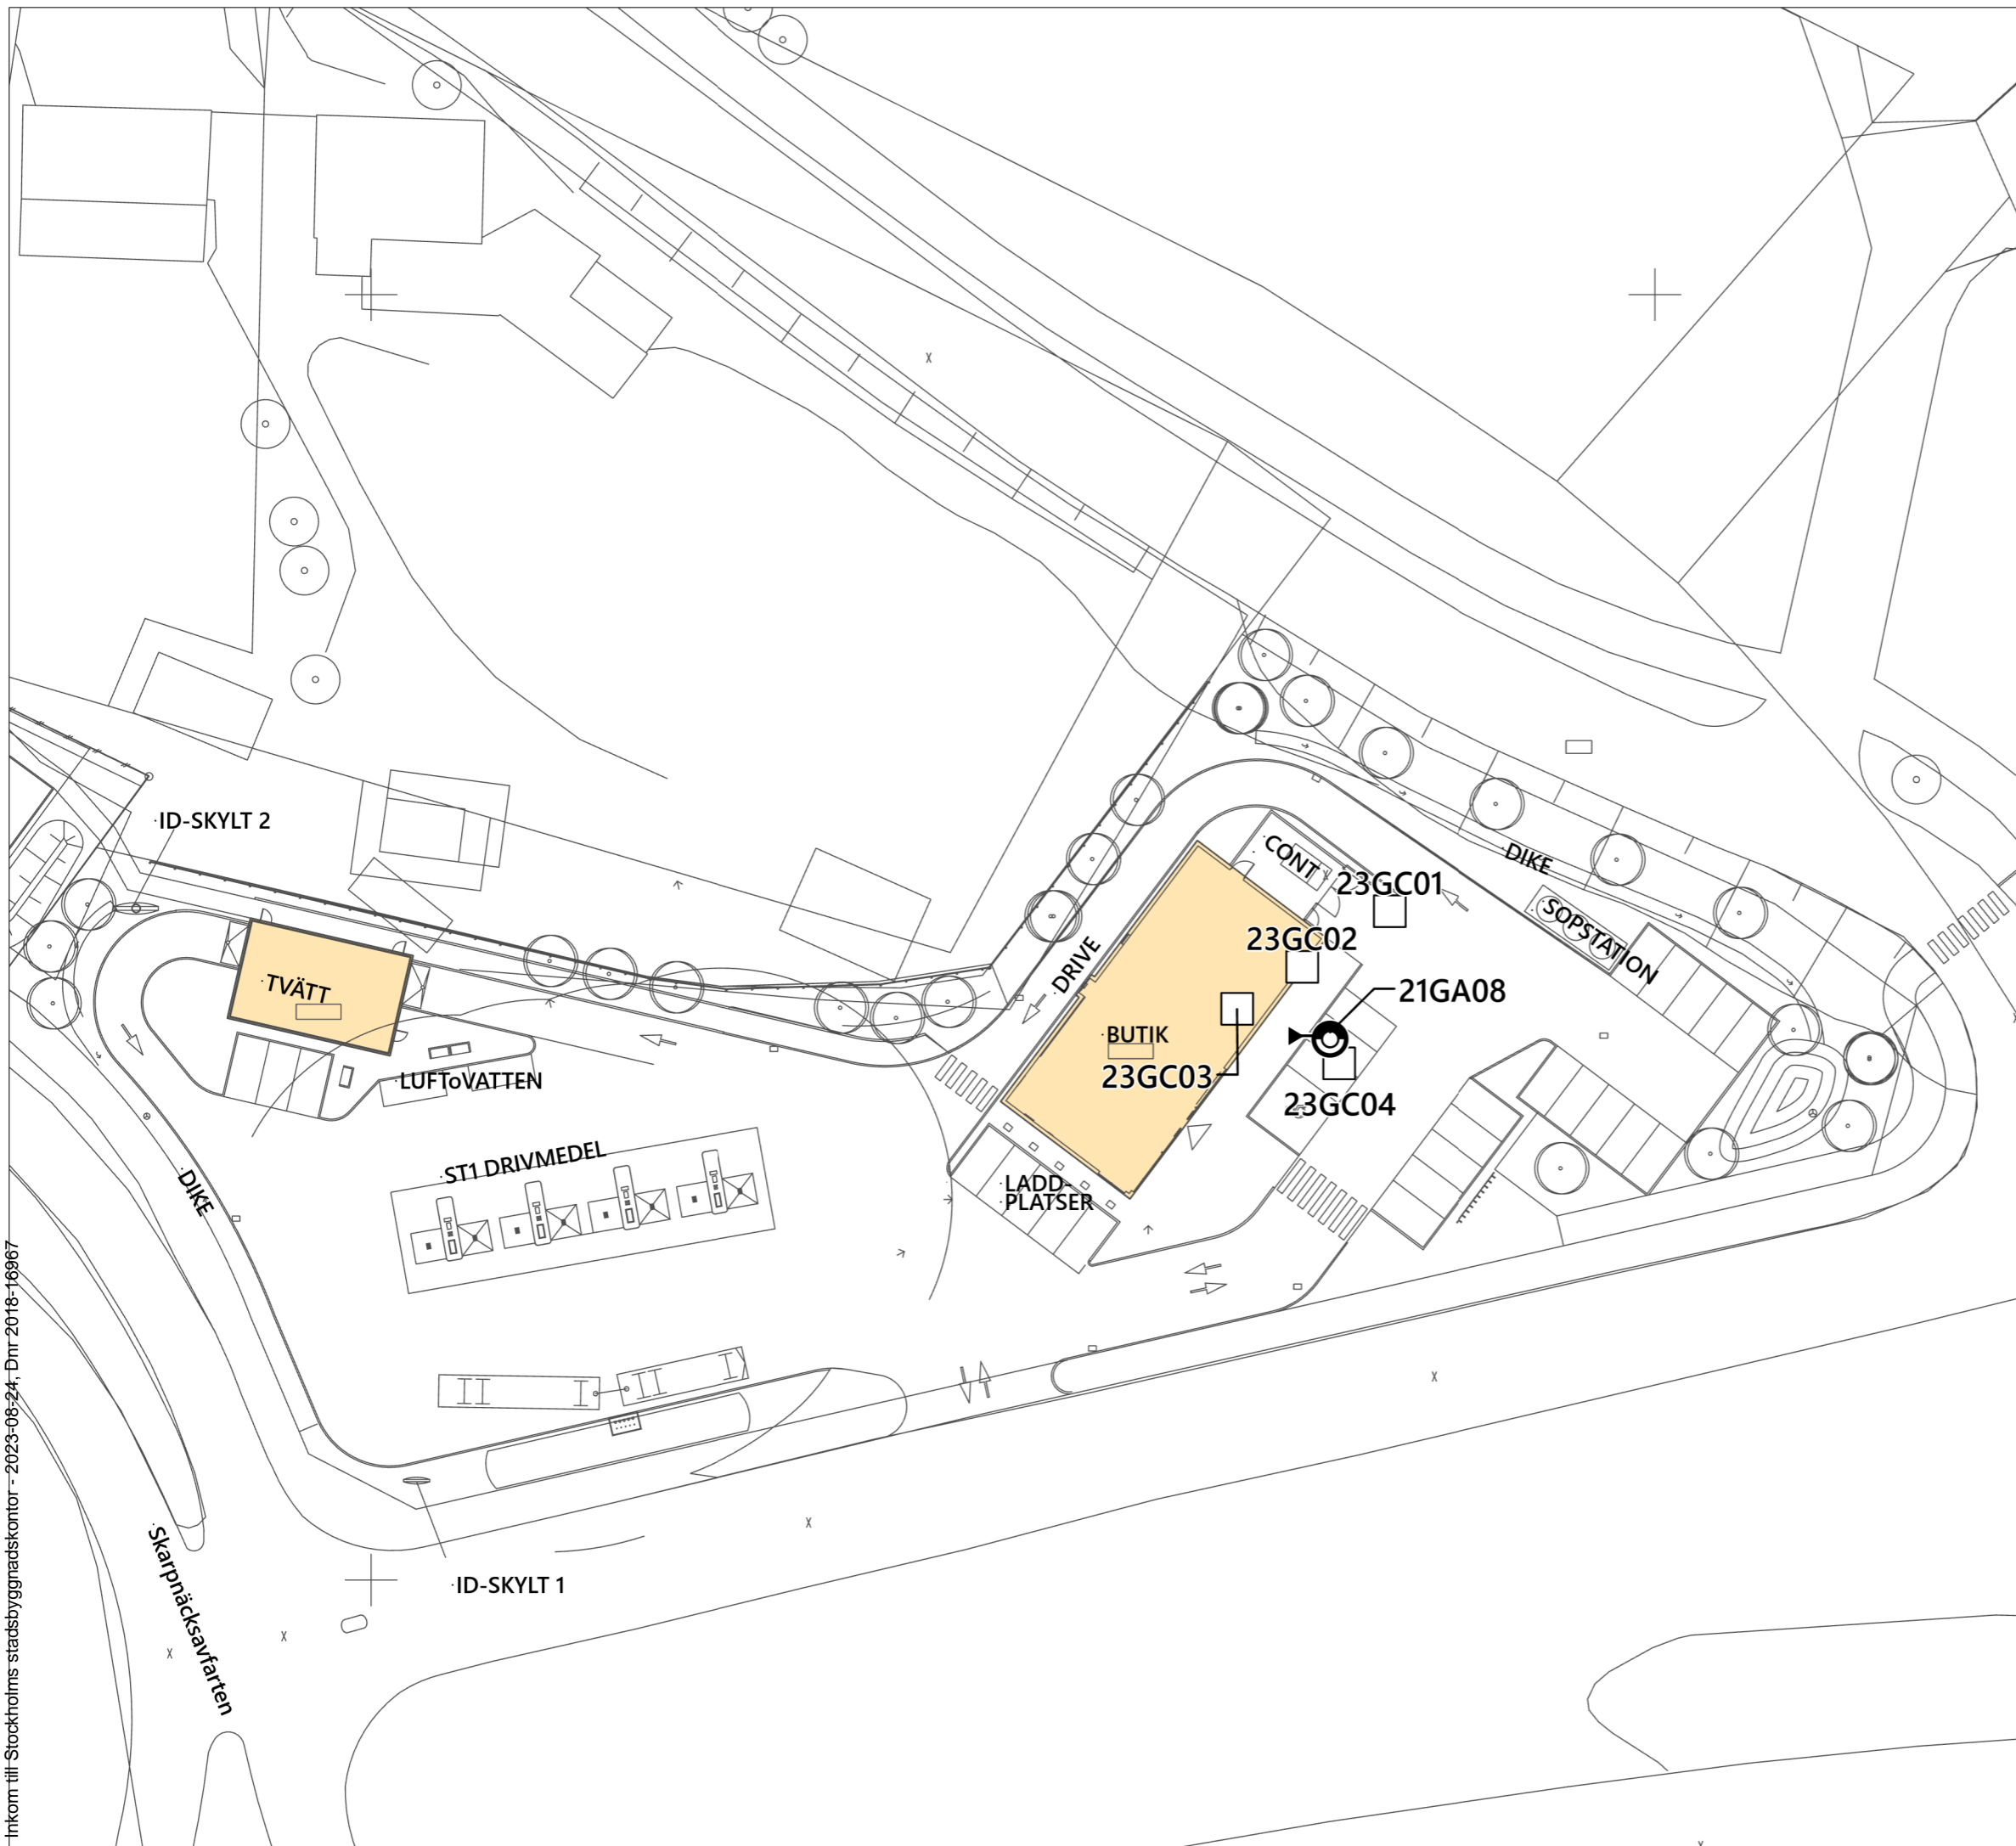 ID-SKYLT 2
CONT
DIKE
23GC01
SOPSTATION
23GC02
DRIVE
TVÄTT
21GA08
BUTIK
23GC03
LUFToVATTEN
23GC04
ST1 DRIVMEDEL
DIKE
LADD-
PLATSER
ID-SKYLT 1
Skarpnäcksavfarten
Inkom till Stockholms stadsbyggnadskontor - 2023-08-24, Dnr 2018-16967